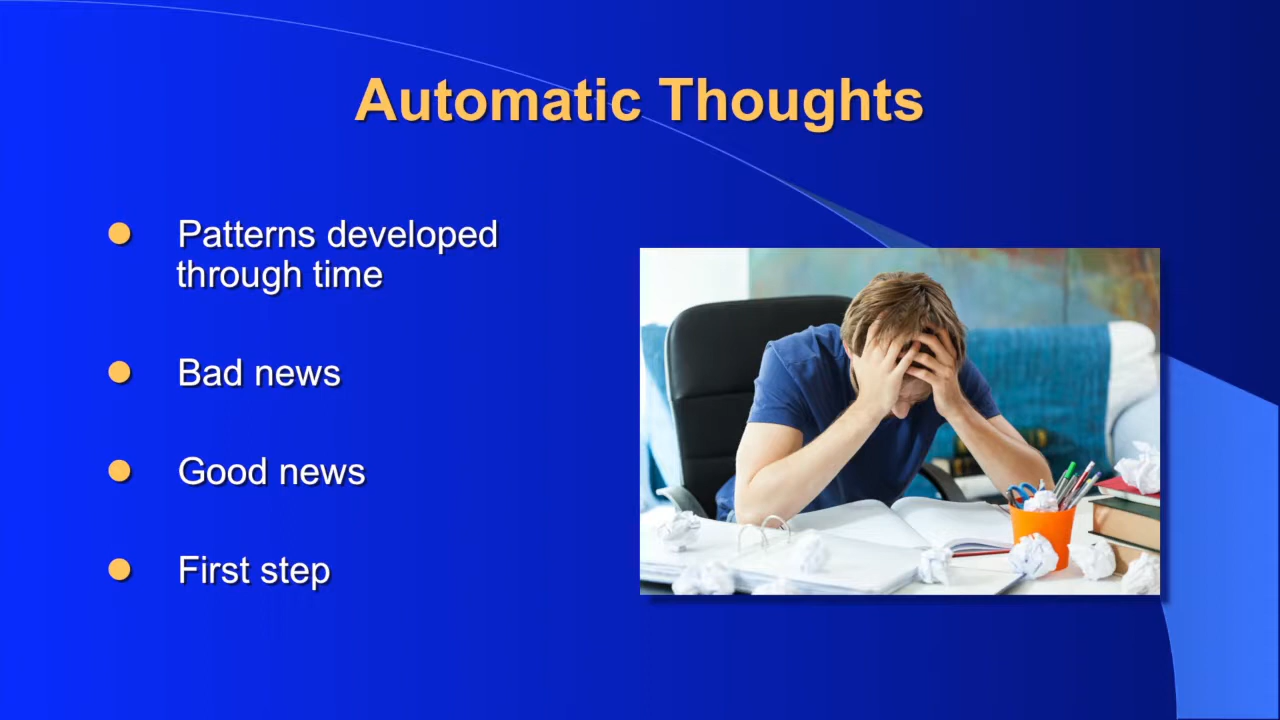 Automatic Thoughts
Patterns developed
through time
Bad news
Good news
First step